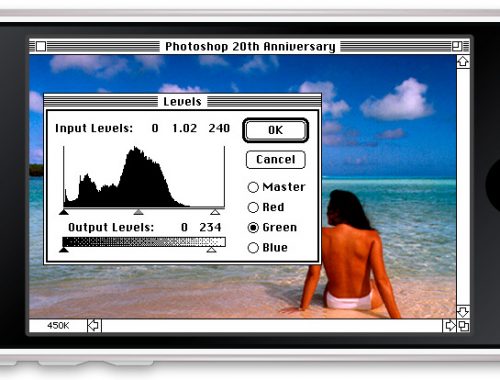 Photoshop 20th Anniversary
Levels
Input Levels: 0 1.02 240
OK
Cancel
Master
Red
Output Levels: 0 234
Green
Blue
450K